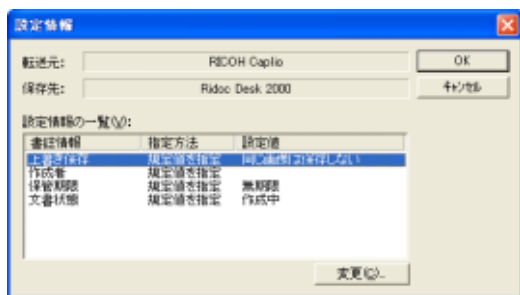 設定情報
転送元: RICOH Caplio
OK
保存先: Ridoc Desk 2000
キャンセル
設定情報の一覧(V):
書誌情報 指定方法 設定値
上書き保存 規定値を指定 同じ画像は保存しない
作成者 規定値を指定
保管期限 規定値を指定 無期限
文書状態 規定値を指定 作成中
変更(C)...